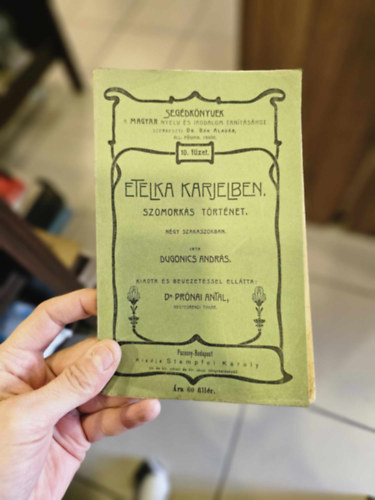 SEGÉDKÖNYVEK
A MAGYAR NYELV ÉS IRODALOM TANÍTÁSÁHOZ
SZERKESZTI DR. BÁN ALADÁR,
ÁLL. FŐGIMN. TANÁR.
10. füzet.
ETELKA KARJELBEN.
SZOMORKÁS TÖRTÉNET.
NÉGY SZAKASZOKBAN.
IRTA
DUGONICS ANDRÁS.
KIADTA ÉS BEVEZETÉSSEL ELLÁTTA:
DR PRÓNAI ANTAL,
Pozsony-Budapest
Kiadja Stampfel Károly
Ára 60 fillér.